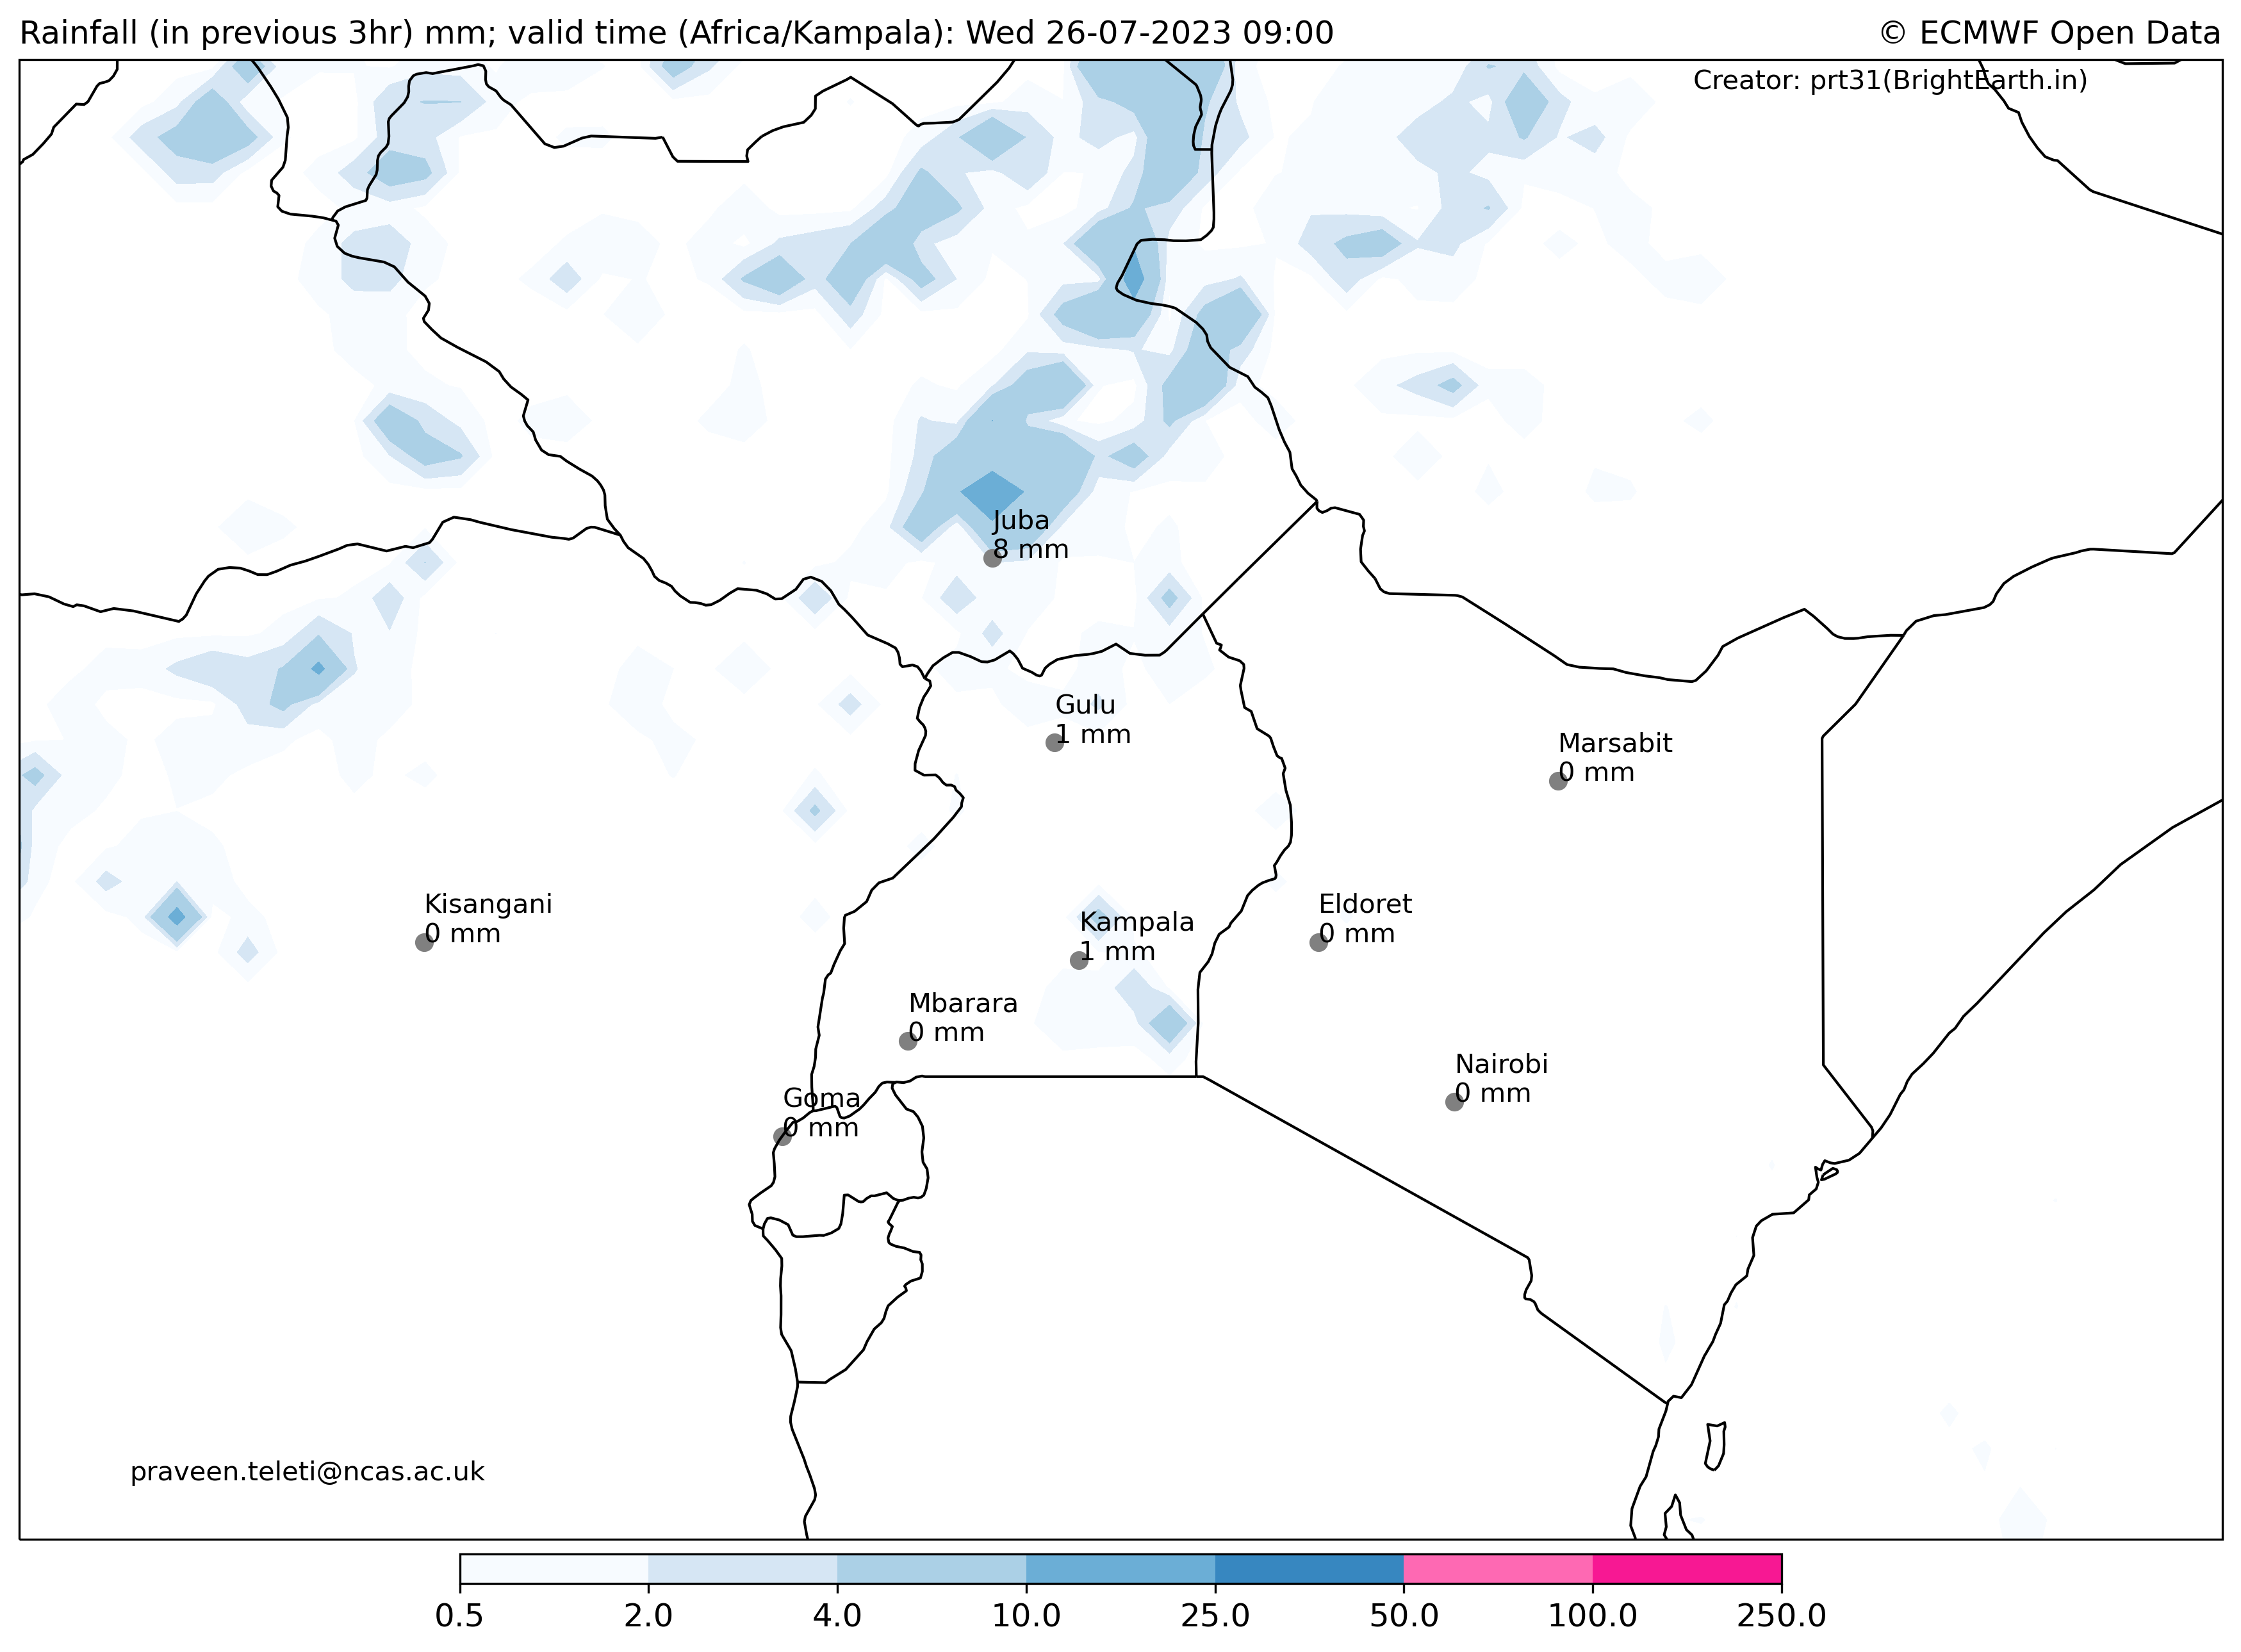 Rainfall (in previous 3hr) mm; valid time (Africa/Kampala): Wed 26-07-2023 09:00
© ECMWF Open Data
Creator: prt31(BrightEarth.in)
Juba
8 mm
Gulu
1 mm
Marsabit
0 mm
Kisangani
0 mm
Kampala
1 mm
Eldoret
0 mm
Mbarara
0 mm
Nairobi
0 mm
Goma
0 mm
praveen.teleti@ncas.ac.uk
0.5 2.0 4.0 10.0 25.0 50.0 100.0 250.0